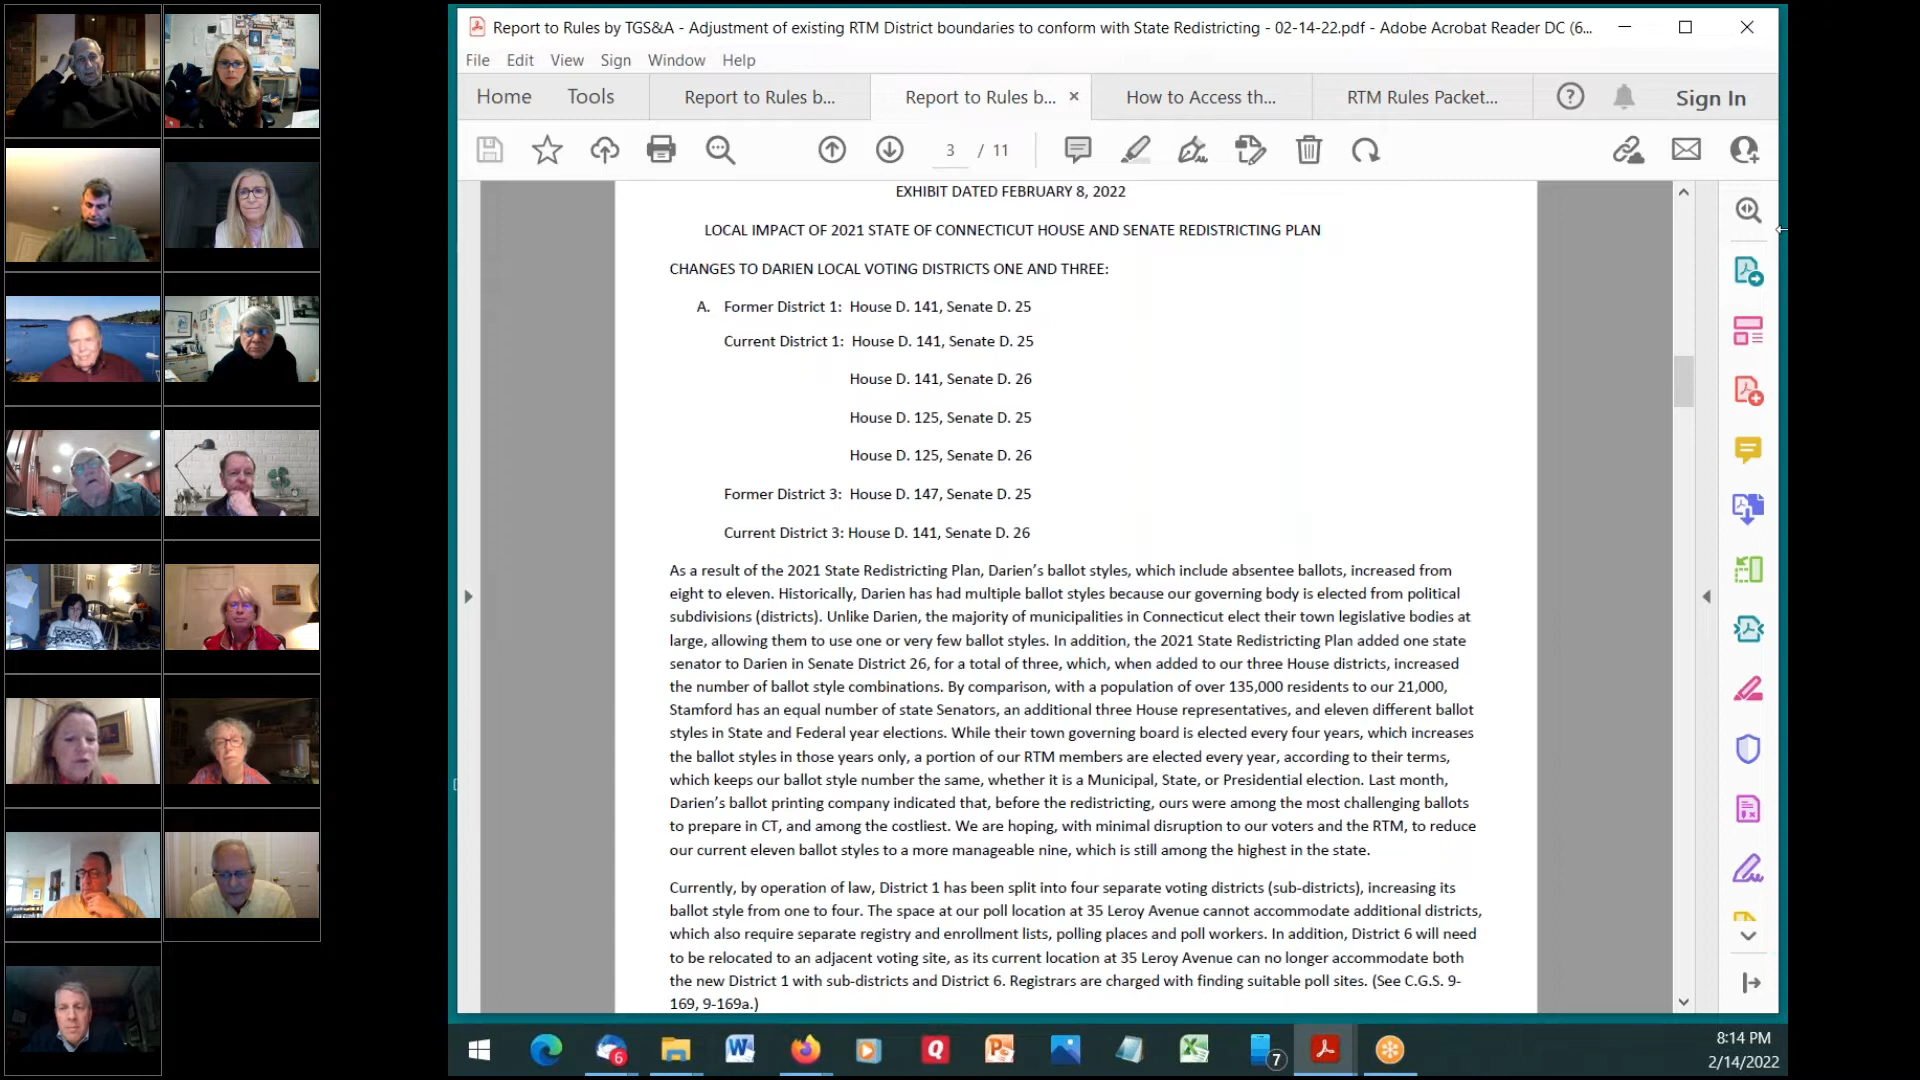 Report to Rules by TGS&A - Adjustment of existing RTM District boundaries to conform with State Redistricting - 02-14-22.pdf - Adobe Acrobat Reader DC (6...
File Edit View Sign Window Help
Home Tools Report to Rules b... Report to Rules b... × How to Access th... RTM Rules Packet... Sign In
3 / 11
EXHIBIT DATED FEBRUARY 8, 2022
LOCAL IMPACT OF 2021 STATE OF CONNECTICUT HOUSE AND SENATE REDISTRICTING PLAN
CHANGES TO DARIEN LOCAL VOTING DISTRICTS ONE AND THREE:
A. Former District 1: House D. 141, Senate D. 25
Current District 1: House D. 141, Senate D. 25
House D. 141, Senate D. 26
House D. 125, Senate D. 25
House D. 125, Senate D. 26
Former District 3: House D. 147, Senate D. 25
Current District 3: House D. 141, Senate D. 26
As a result of the 2021 State Redistricting Plan, Darien's ballot styles, which include absentee ballots, increased from
eight to eleven. Historically, Darien has had multiple ballot styles because our governing body is elected from political
subdivisions (districts). Unlike Darien, the majority of municipalities in Connecticut elect their town legislative bodies at
large, allowing them to use one or very few ballot styles. In addition, the 2021 State Redistricting Plan added one state
senator to Darien in Senate District 26, for a total of three, which, when added to our three House districts, increased
the number of ballot style combinations. By comparison, with a population of over 135,000 residents to our 21,000,
Stamford has an equal number of state Senators, an additional three House representatives, and eleven different ballot
styles in State and Federal year elections. While their town governing board is elected every four years, which increases
the ballot styles in those years only, a portion of our RTM members are elected every year, according to their terms,
which keeps our ballot style number the same, whether it is a Municipal, State, or Presidential election. Last month,
Darien's ballot printing company indicated that, before the redistricting, ours were among the most challenging ballots
to prepare in CT, and among the costliest. We are hoping, with minimal disruption to our voters and the RTM, to reduce
our current eleven ballot styles to a more manageable nine, which is still among the highest in the state.
Currently, by operation of law, District 1 has been split into four separate voting districts (sub-districts), increasing its
ballot style from one to four. The space at our poll location at 35 Leroy Avenue cannot accommodate additional districts,
which also require separate registry and enrollment lists, polling places and poll workers. In addition, District 6 will need
to be relocated to an adjacent voting site, as its current location at 35 Leroy Avenue can no longer accommodate both
the new District 1 with sub-districts and District 6. Registrars are charged with finding suitable poll sites. (See C.G.S. 9-
169, 9-169a.)
6
7
8:14 PM
2/14/2022